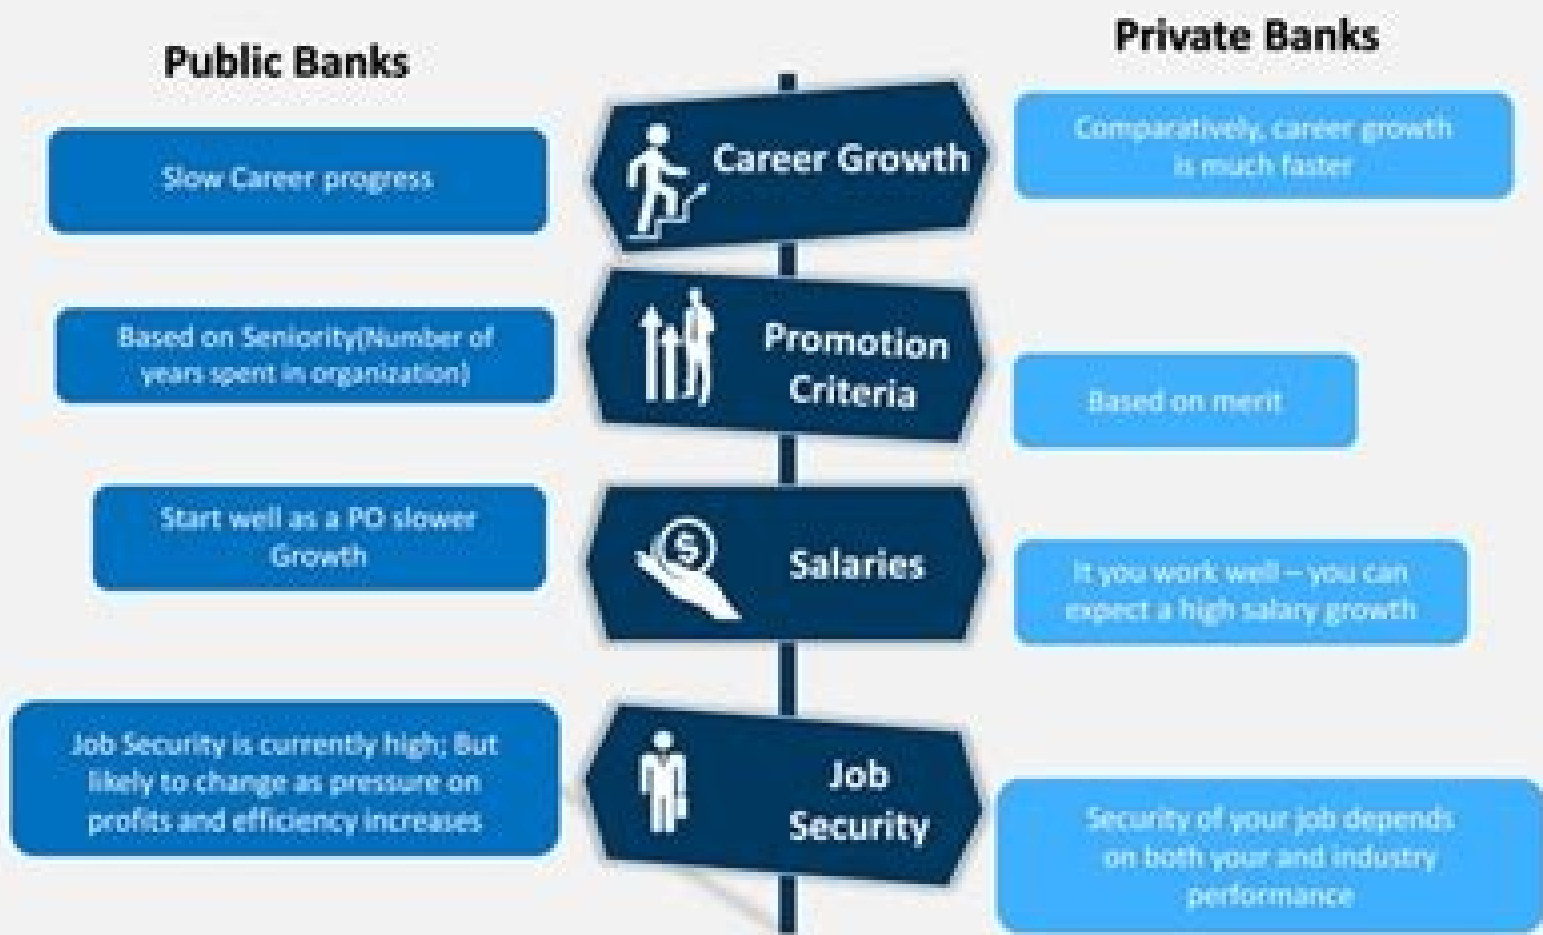 Public Banks
Private Banks
Slow Career progress
Career Growth
Comparatively, career growth
is much faster
Based on Seniority(Number of
years spent in organization)
Promotion
Criteria
Based on merit
Start well as a PO slower
Growth
Salaries
It you work well – you can
expect a high salary growth
Job Security is currently high; But
likely to change as pressure on
profits and efficiency increases
Job
Security
Security of your job depends
on both your and industry
performance